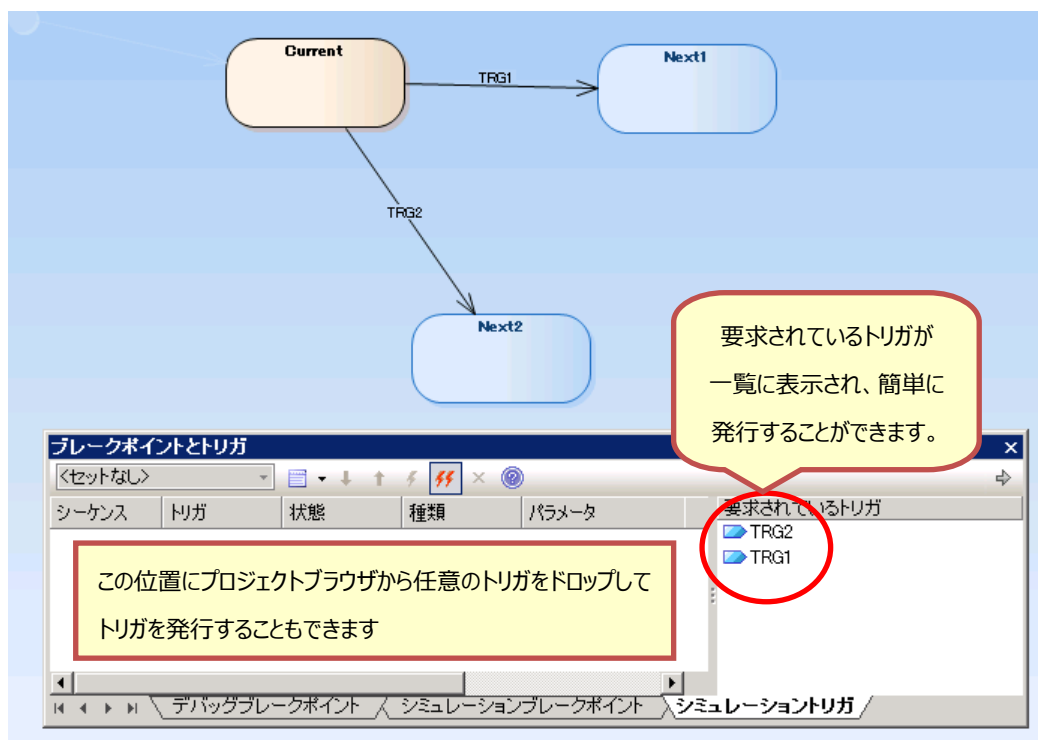 Current
Next1
TRG1
TRG2
Next2
要求されているトリガが
一覧に表示され、簡単に
発行することができます。
ブレークポイントとトリガ
<セットなし>
シーケンス トリガ 状態 種類 パラメータ
要求されているトリガ
TRG2
TRG1
この位置にプロジェクトブラウザから任意のトリガをドロップして
トリガを発行することもできます
デバッグブレークポイント シミュレーションブレークポイント シミュレーショントリガ